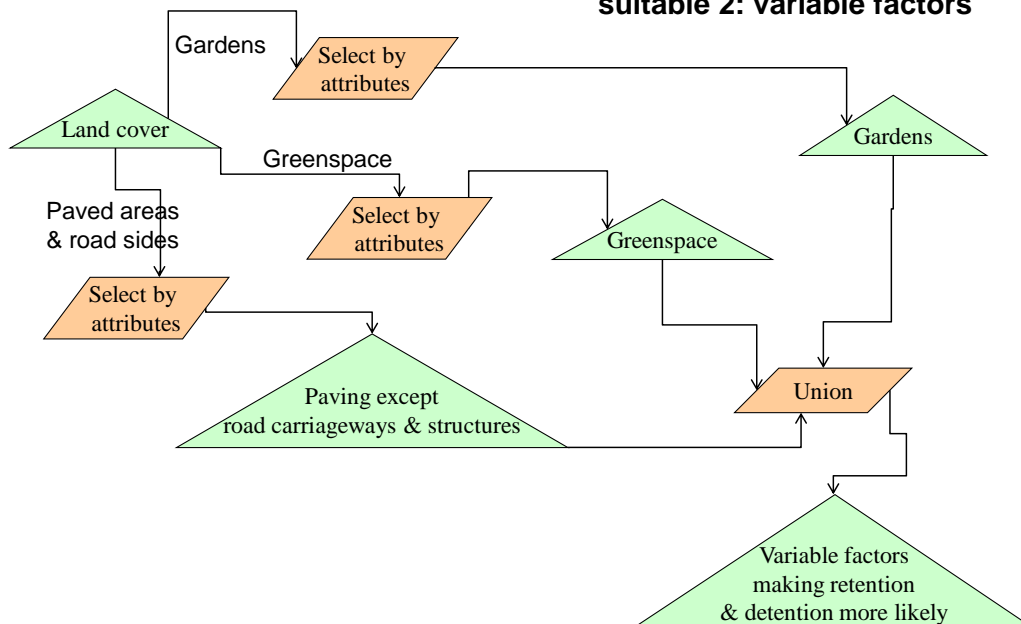 suitable 2: variable factors
Gardens
Select by
attributes
Land cover
Gardens
Greenspace
Paved areas
& road sides
Select by
attributes
Greenspace
Select by
attributes
Paving except
road carriageways & structures
Union
Variable factors
making retention
& detention more likely